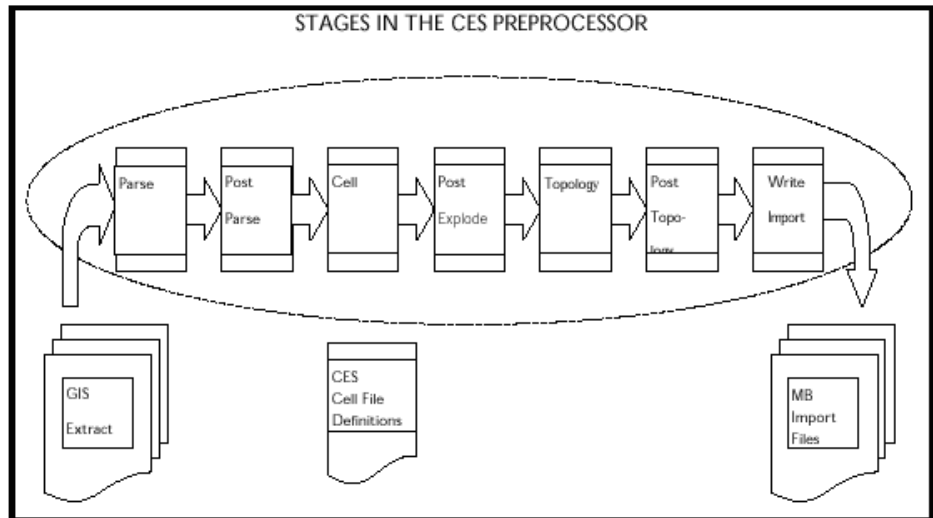 STAGES IN THE CES PREPROCESSOR
Parse
Post
Parse
Cell
Post
Explode
Topology
Post
Topo-
logy
Write
Import
GIS
Extract
CES
Cell File
Definitions
MB
Import
Files